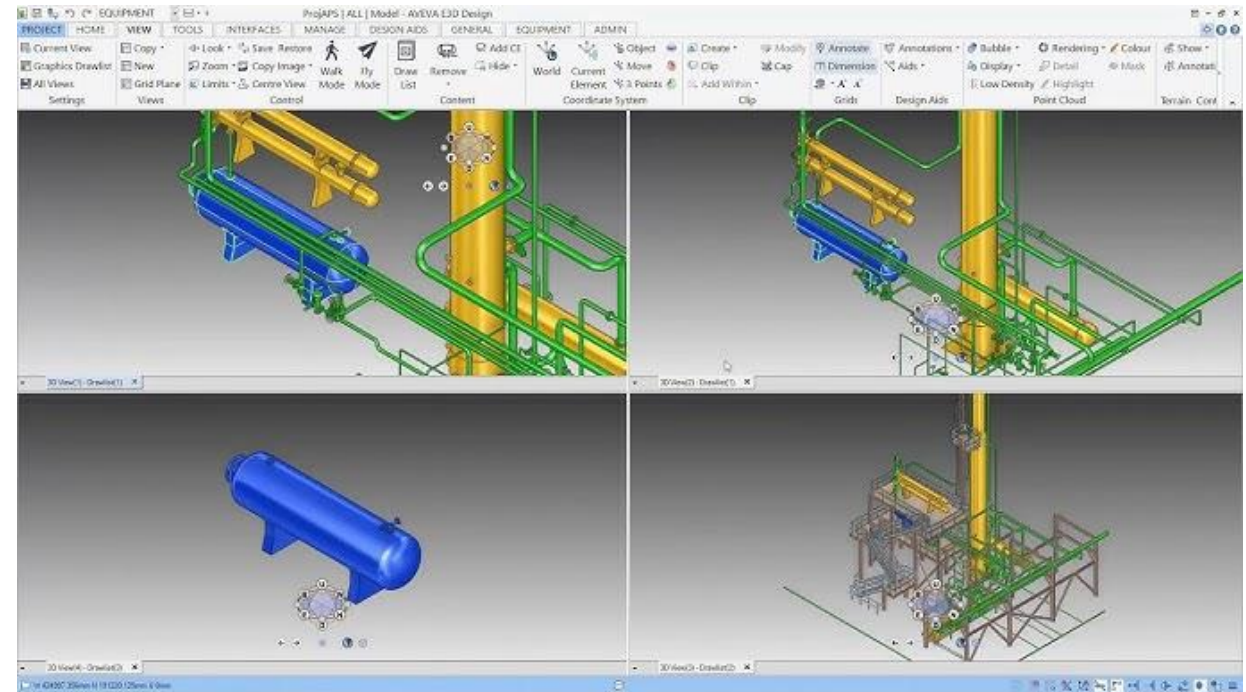 EQUIPMENT
ProjAPS | ALL | Model - AVEVA E3D Design
PROJECT HOME VIEW TOOLS INTERFACES MANAGE DESIGN AIDS GENERAL EQUIPMENT ADMIN
Current View Copy Look Save Restore Add CE Object Create Modify Annotate Annotations Bubble Rendering Colour Show
Graphics Drawlist New Zoom Copy Image Walk Mode Fly Mode Draw List Remove Hide World Current Element Move Clip Cap Dimension Aids Display Detail Mask Annotati
All Views Grid Plane Limits Centre View 3 Points Add Within Low Density Highlight
Settings Views Control Content Coordinate System Clip Grids Design Aids Point Cloud Terrain Cont
3D View(1) - Drawlist(1)
3D View(2) - Drawlist(1)
3D View(4) - Drawlist(3)
3D View(3) - Drawlist(2)